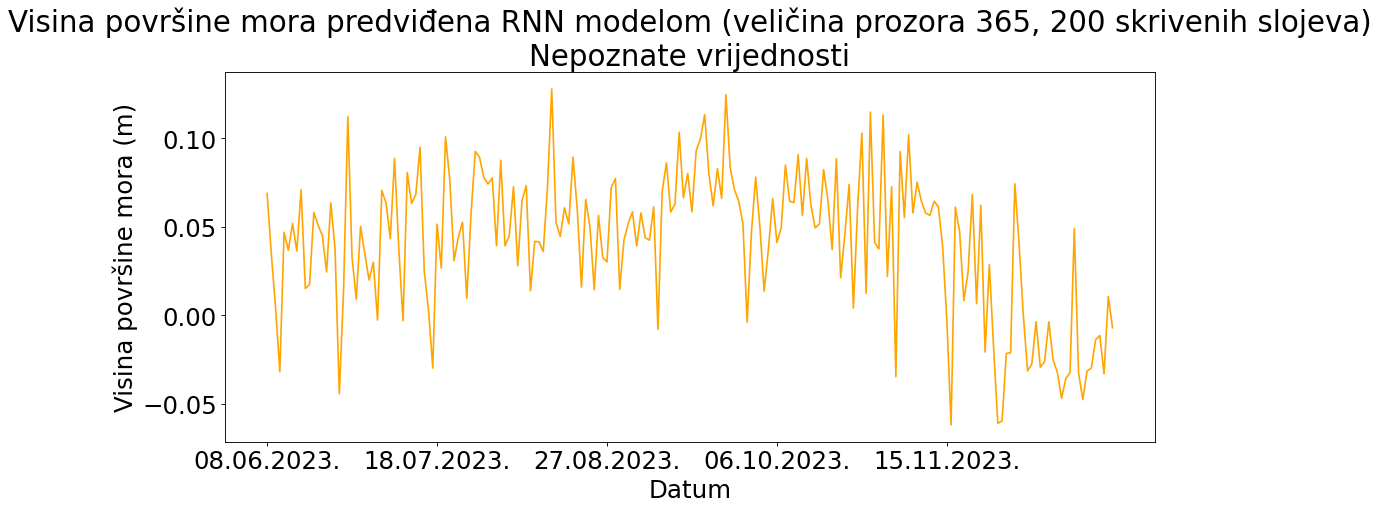 Visina površine mora predviđena RNN modelom (veličina prozora 365, 200 skrivenih slojeva)
Nepoznate vrijednosti
Visina površine mora (m)
0.10
0.05
0.00
−0.05
08.06.2023. 18.07.2023. 27.08.2023. 06.10.2023. 15.11.2023.
Datum